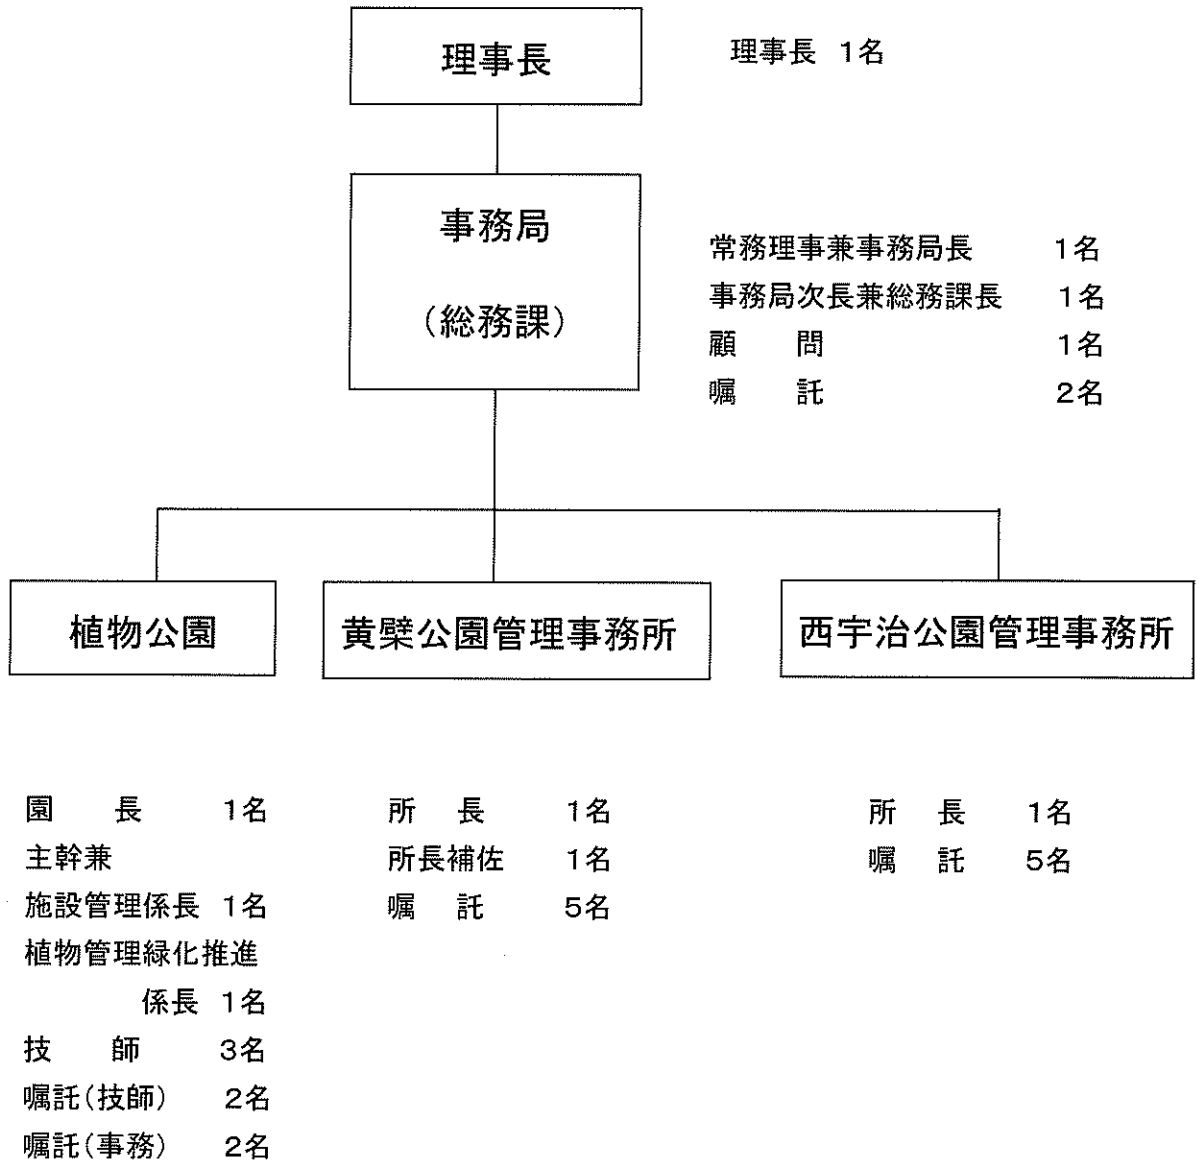 理事長
理事長 1名
事務局
（総務課）
常務理事兼事務局長 1名
事務局次長兼総務課長 1名
顧 問 1名
嘱 託 2名
植物公園
黄檗公園管理事務所
西宇治公園管理事務所
園 長 1名
主幹兼
施設管理係長 1名
植物管理緑化推進
係長 1名
技 師 3名
嘱託(技師) 2名
嘱託(事務) 2名
所 長 1名
所長補佐 1名
嘱 託 5名
所 長 1名
嘱 託 5名